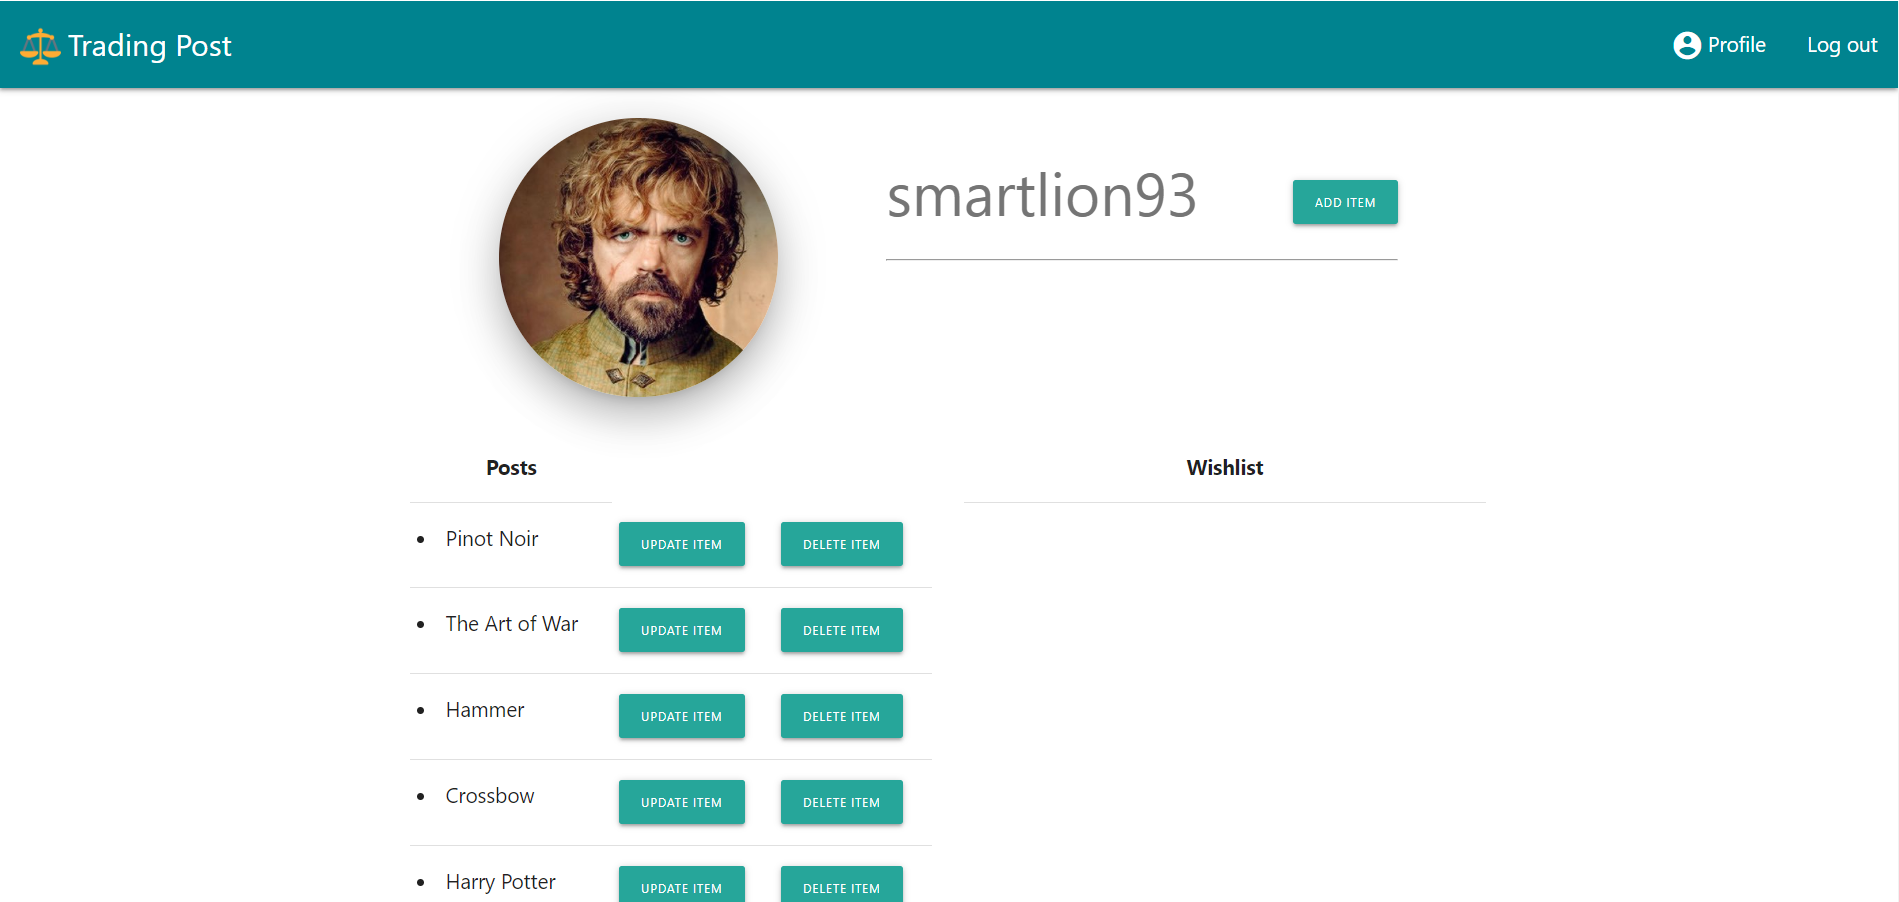 Trading Post
Profile
Log out
smartlion93
ADD ITEM
Posts
Wishlist
Pinot Noir
UPDATE ITEM
DELETE ITEM
The Art of War
UPDATE ITEM
DELETE ITEM
Hammer
UPDATE ITEM
DELETE ITEM
Crossbow
UPDATE ITEM
DELETE ITEM
Harry Potter
UPDATE ITEM
DELETE ITEM